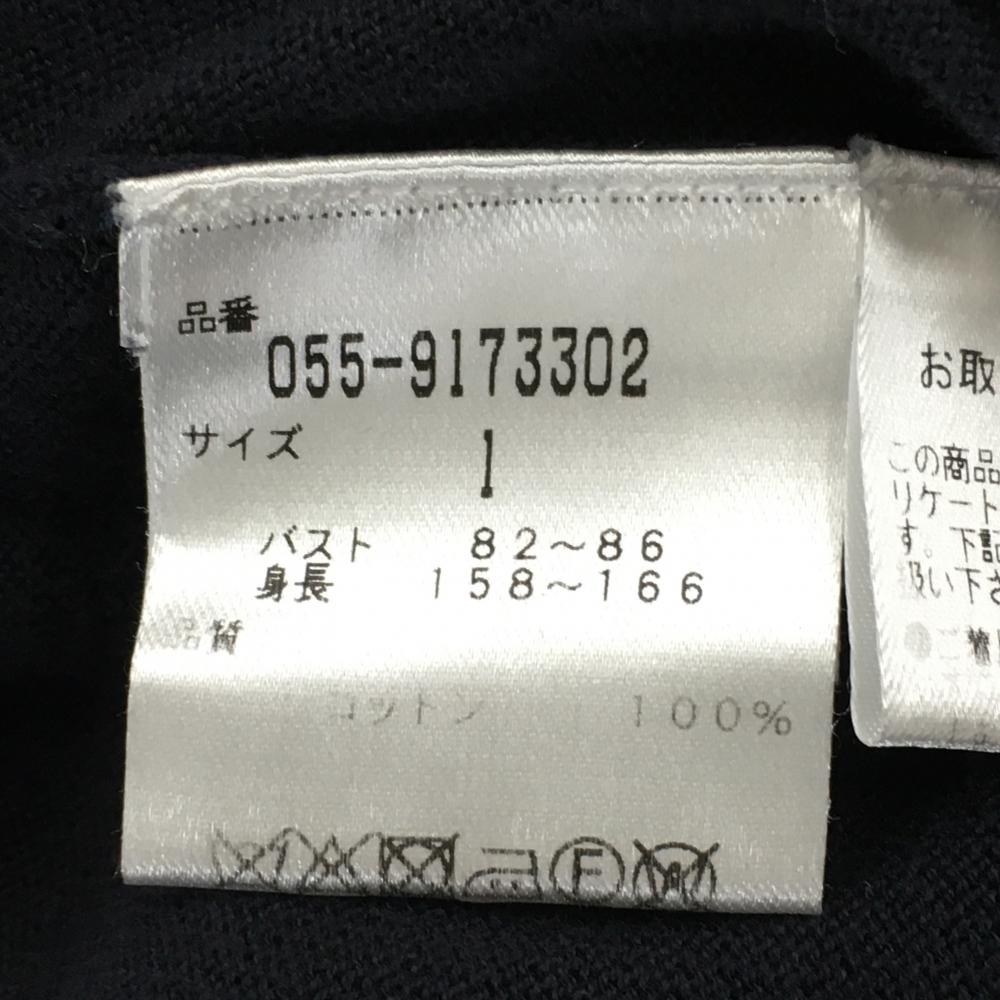 品番
055-9173302
サイズ 1
バスト 82～86
身長 158～166
品質
コットン 100%
F
お取
この商品
リケート
す。下記
扱い下さ